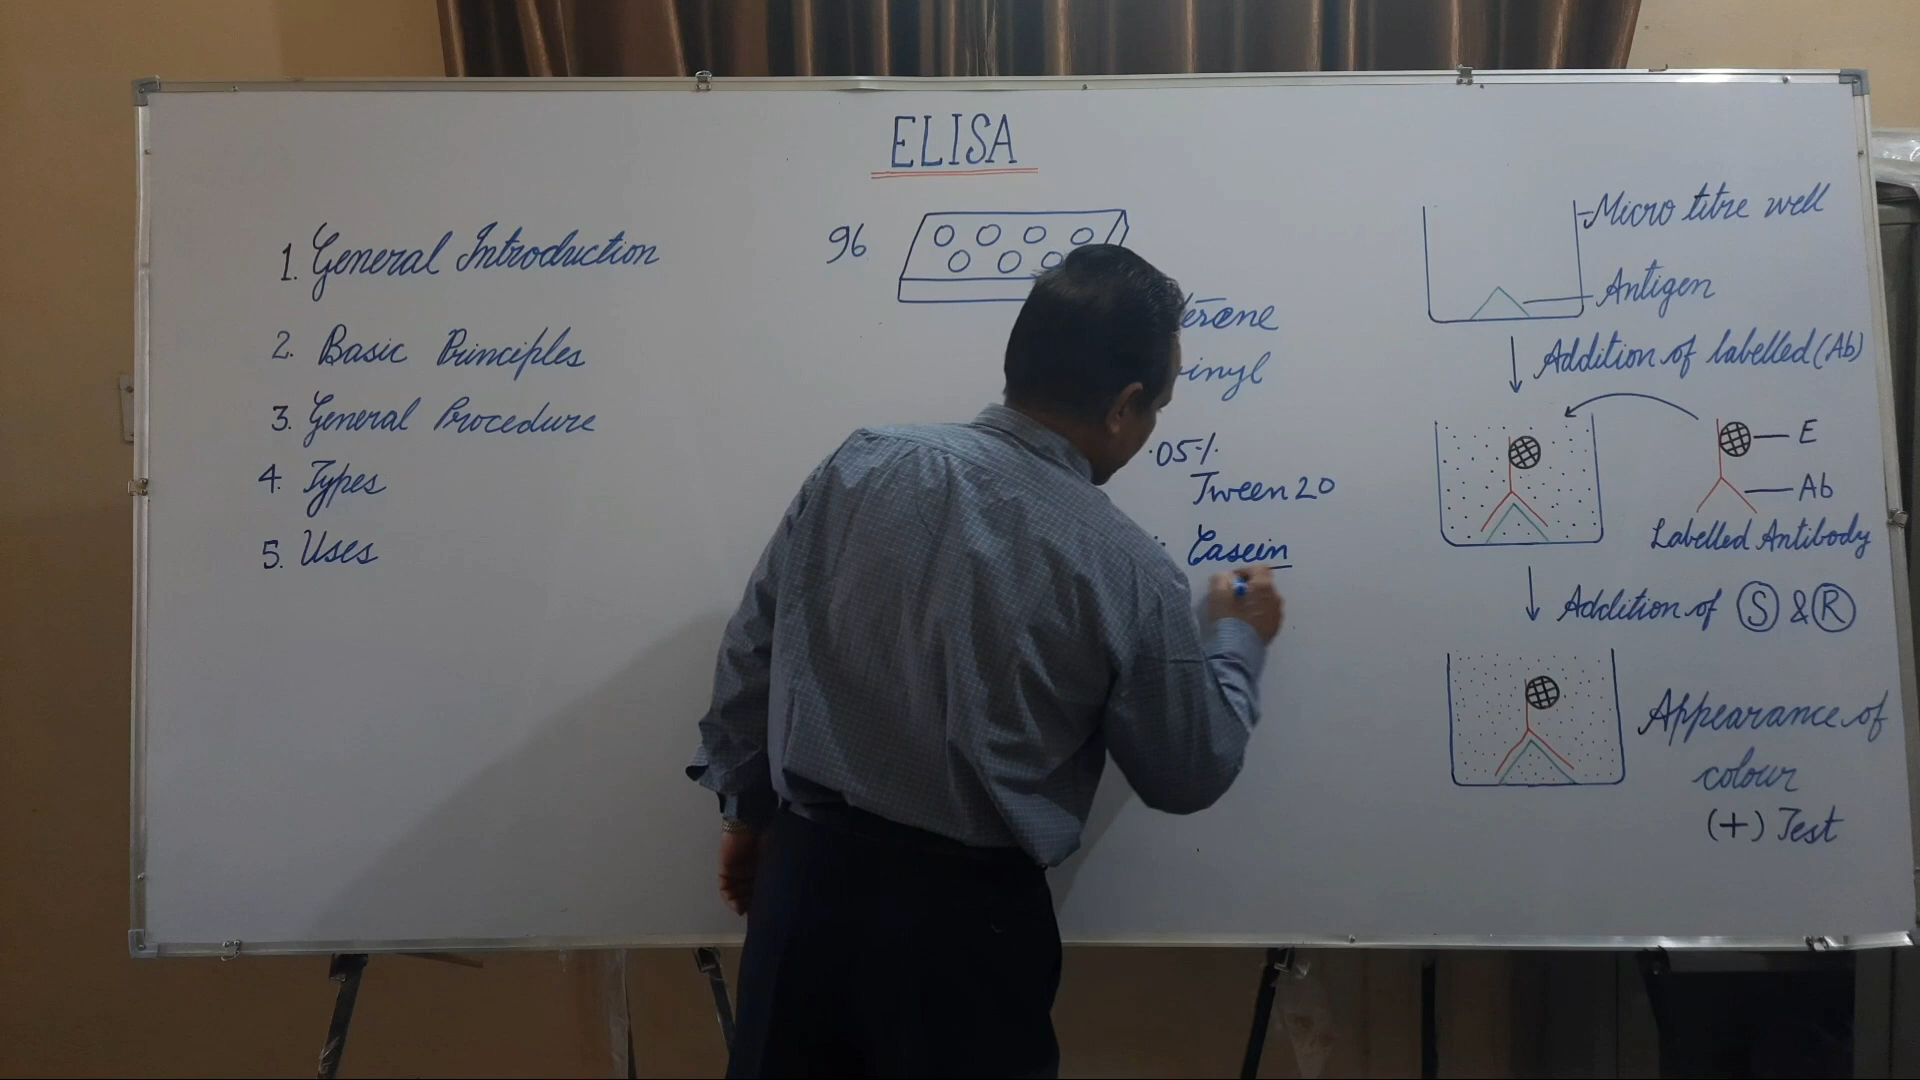 ELISA
1. General Introduction
2. Basic Principles
3. General Procedure
4. Types
5. Uses
96
05%
Tween 20
Casein
Micro titre well
Antigen
Addition of labelled (Ab)
E
Ab
Labelled Antibody
Addition of S & R
Appearance of
colour
(+) Test